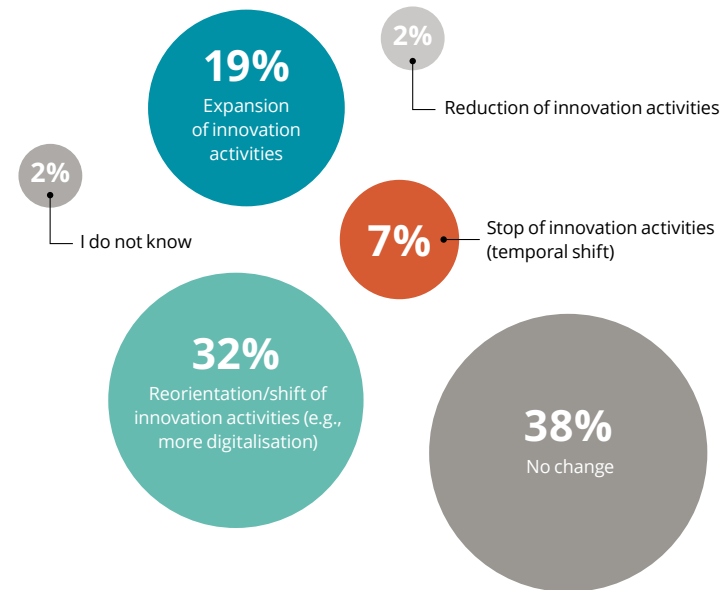 19%
Expansion
of innovation
activities
2%
Reduction of innovation activities
2%
I do not know
7%
Stop of innovation activities
(temporal shift)
32%
Reorientation/shift of
innovation activities (e.g.,
more digitalisation)
38%
No change